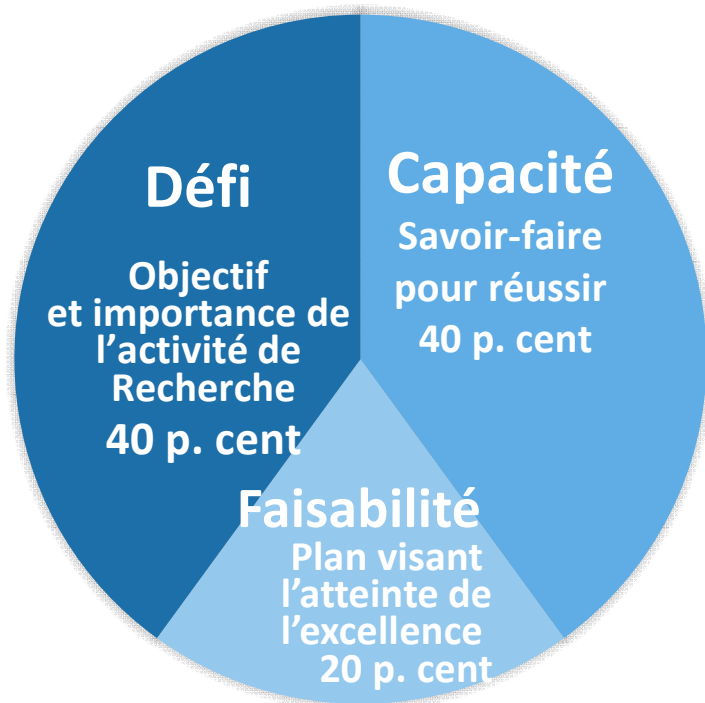 Défi
Objectif
et importance de
l’activité de
Recherche
40 p. cent
Capacité
Savoir-faire
pour réussir
40 p. cent
Faisabilité
Plan visant
l’atteinte de
l’excellence
20 p. cent